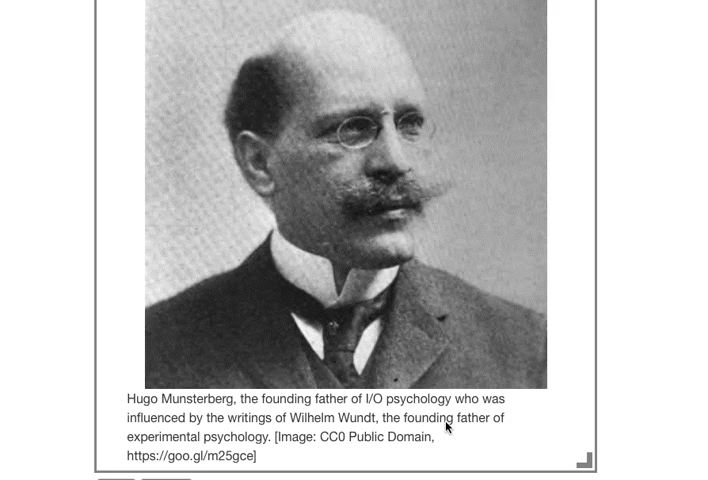 Hugo Munsterberg, the founding father of I/O psychology who was
influenced by the writings of Wilhelm Wundt, the founding father of
experimental psychology. [Image: CC0 Public Domain,
https://goo.gl/m25gce]